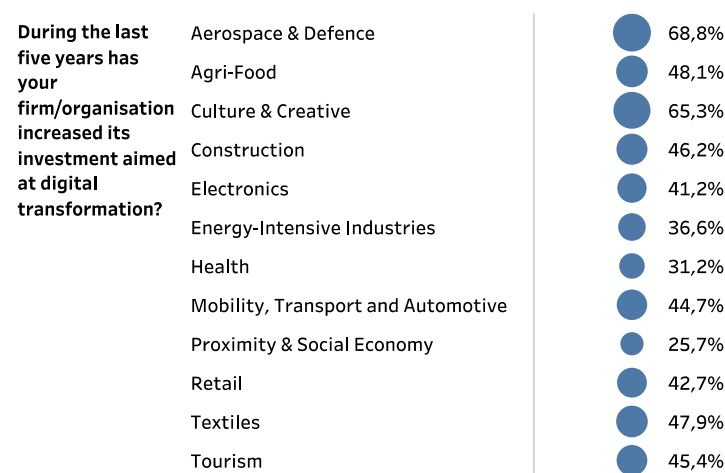 During the last
five years has
your
firm/organisation
increased its
investment aimed
at digital
transformation?
Aerospace & Defence 68,8%
Agri-Food 48,1%
Culture & Creative 65,3%
Construction 46,2%
Electronics 41,2%
Energy-Intensive Industries 36,6%
Health 31,2%
Mobility, Transport and Automotive 44,7%
Proximity & Social Economy 25,7%
Retail 42,7%
Textiles 47,9%
Tourism 45,4%